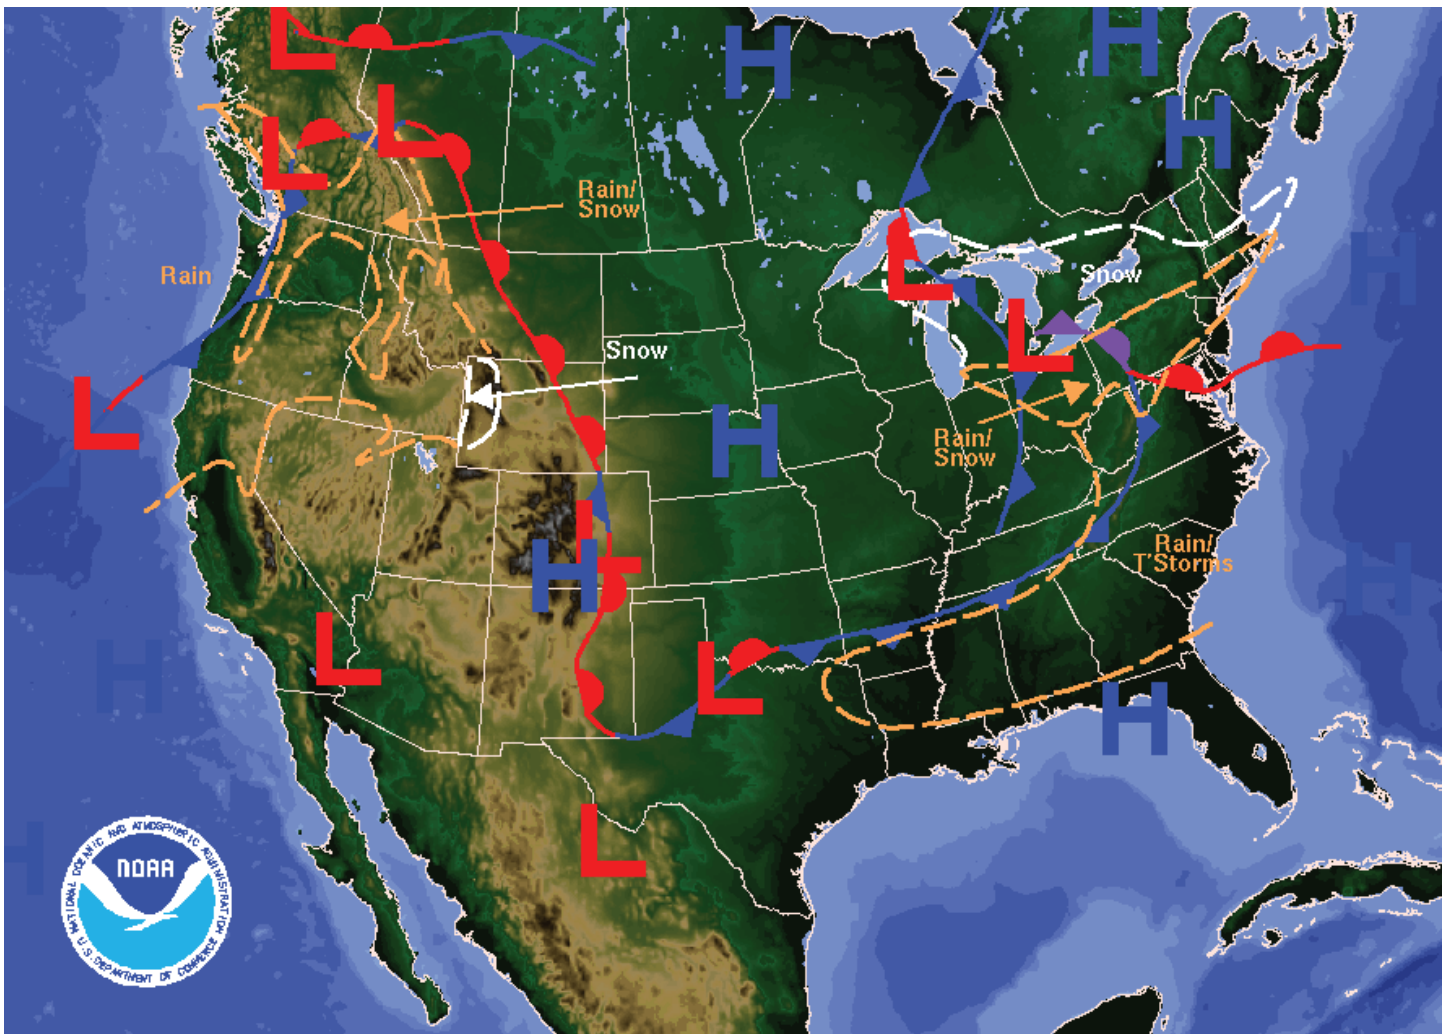 L
H
H
L
H
L
Rain/
Snow
H
Rain
L
Snow
L
Snow
L
H
Rain/
Snow
L
H
Rain/
T'Storms
L
H
L
H
H
L
H
H
NATIONAL OCEANIC AND ATMOSPHERIC ADMINISTRATION
NOAA
U.S. DEPARTMENT OF COMMERCE